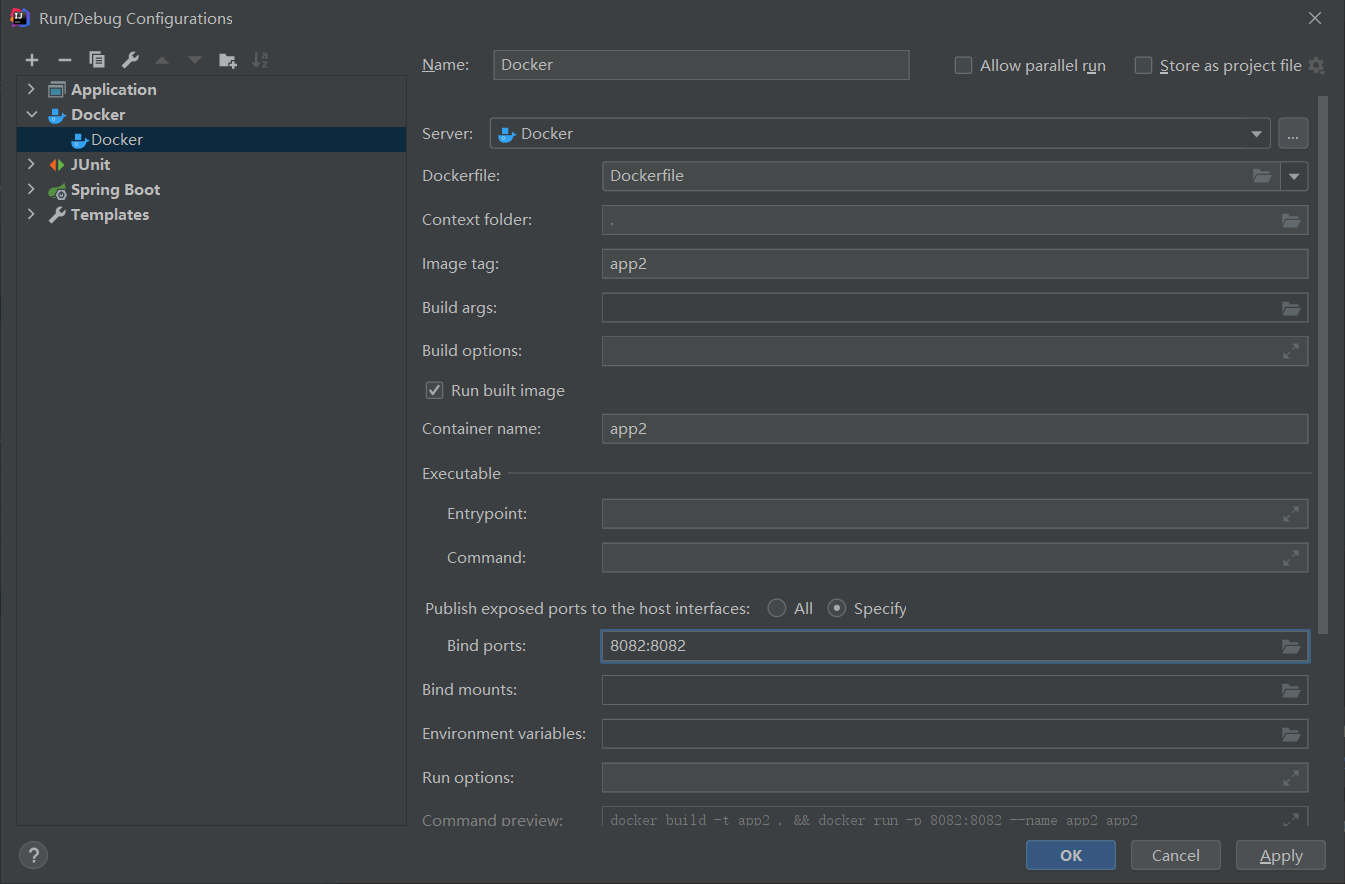 Run/Debug Configurations
Name: Docker
Allow parallel run
Store as project file
Application
Docker
Docker
JUnit
Spring Boot
Templates
Server: Docker ...
Dockerfile: Dockerfile
Context folder: .
Image tag: app2
Build args:
Build options:
Run built image
Container name: app2
Executable
Entrypoint:
Command:
Publish exposed ports to the host interfaces: All Specify
Bind ports: 8082:8082
Bind mounts:
Environment variables:
Run options:
Command preview: docker build -t app2 . && docker run -p 8082:8082 --name app2 app2
? OK Cancel Apply